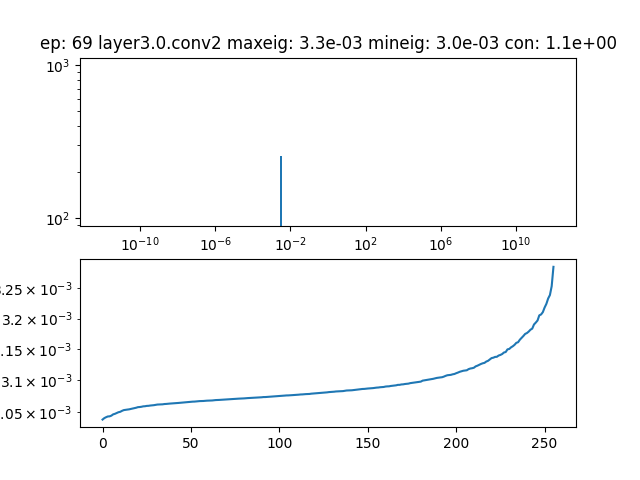 ep: 69 layer3.0.conv2 maxeig: 3.3e-03 mineig: 3.0e-03 con: 1.1e+00
10³
10²
10⁻¹⁰ 10⁻⁶ 10⁻² 10² 10⁶ 10¹⁰
.25 × 10⁻³
3.2 × 10⁻³
.15 × 10⁻³
3.1 × 10⁻³
.05 × 10⁻³
0 50 100 150 200 250